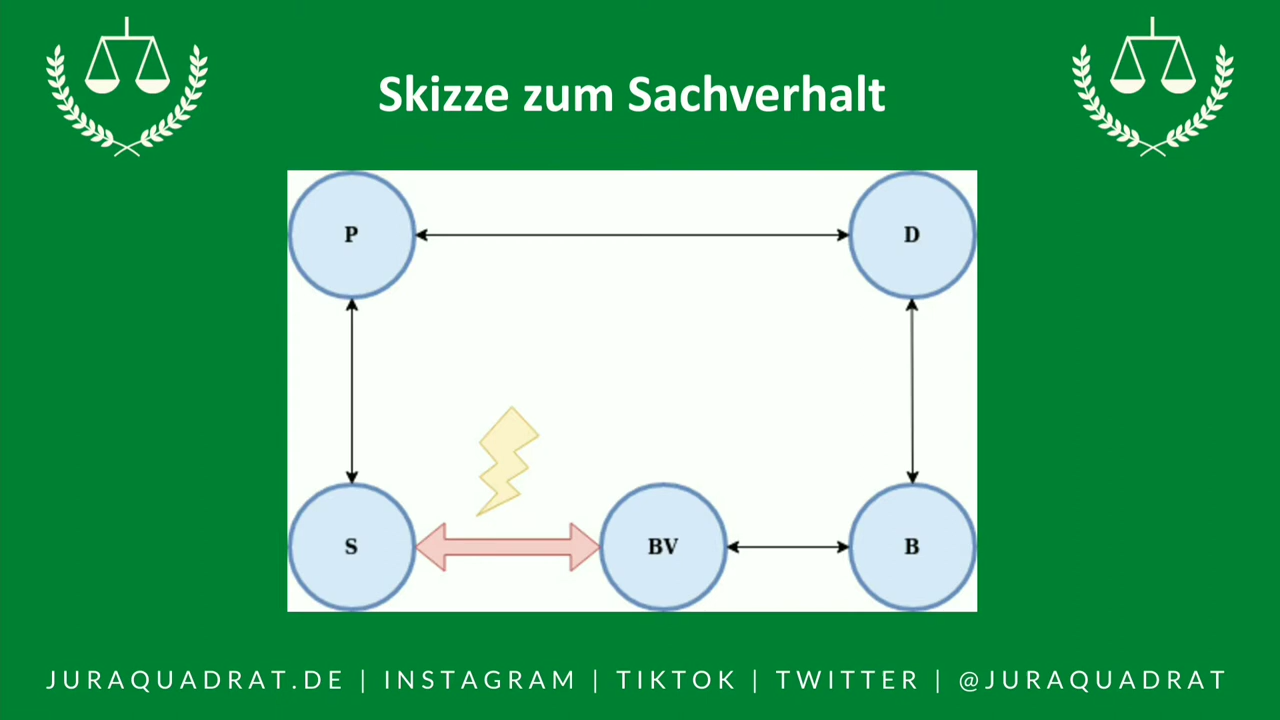 Skizze zum Sachverhalt
P
D
S
BV
B
JURAQUADRAT.DE | INSTAGRAM | TIKTOK | TWITTER | @JURAQUADRAT